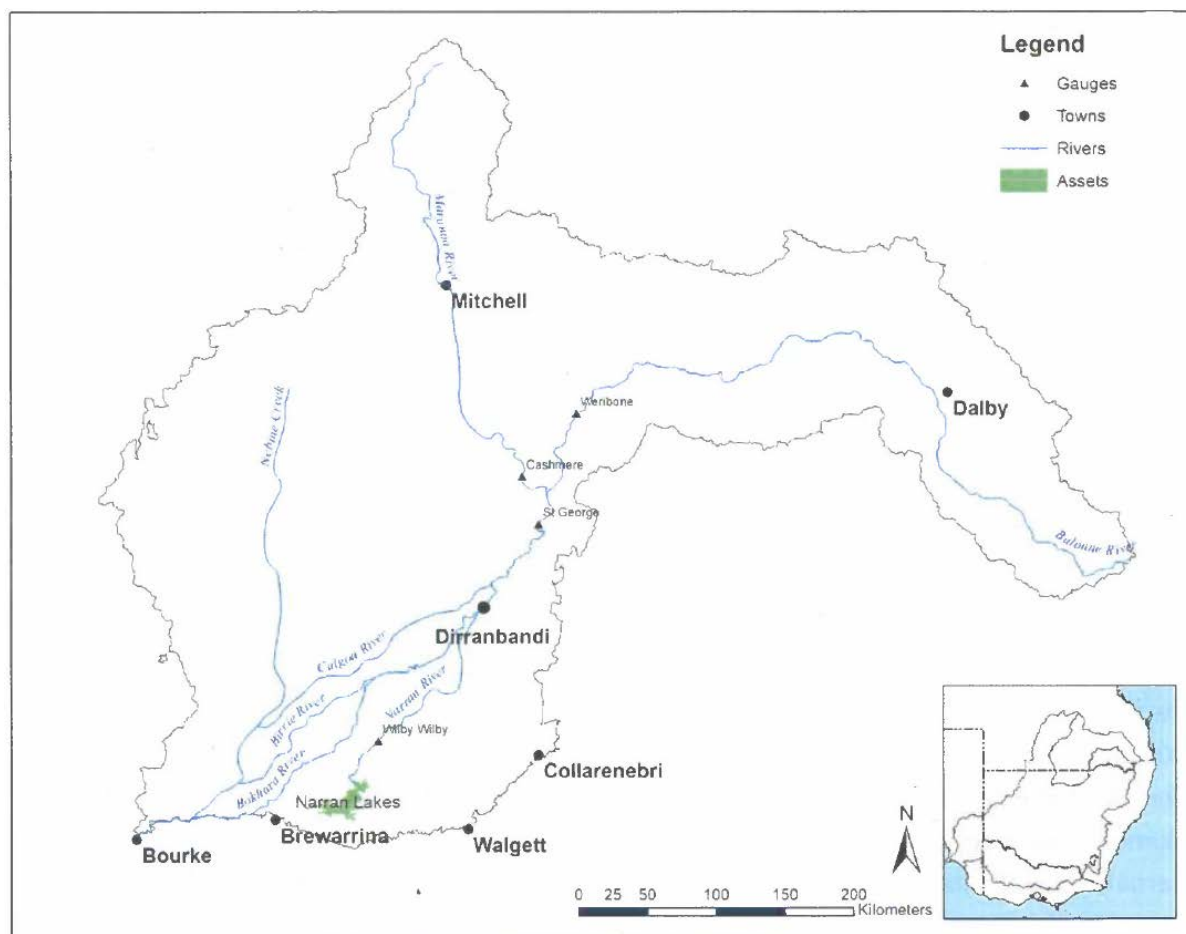 Legend
Gauges
Towns
Rivers
Assets
Maranoa River
Mitchell
Nebine Creek
Weribone
Dalby
Cashmere
St George
Balonne River
Dirranbandi
Culgoa River
Birrie River
Narran River
Wilby Wilby
Bokhara River
Collarenebri
Narran Lakes
Brewarrina
Walgett
Bourke
N
0 25 50 100 150 200
Kilometers